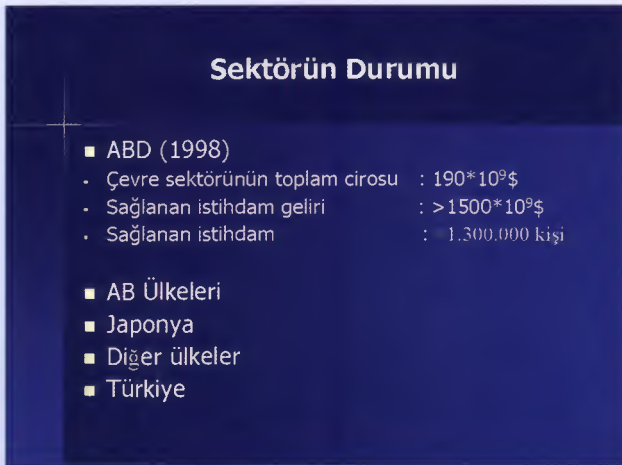 Sektörün Durumu
■ ABD (1998)
- Çevre sektörünün toplam cirosu : 190*10⁹$
- Sağlanan istihdam geliri : >1500*10⁹$
- Sağlanan istihdam : 1.300.000 kişi
■ AB Ülkeleri
■ Japonya
■ Diğer ülkeler
■ Türkiye